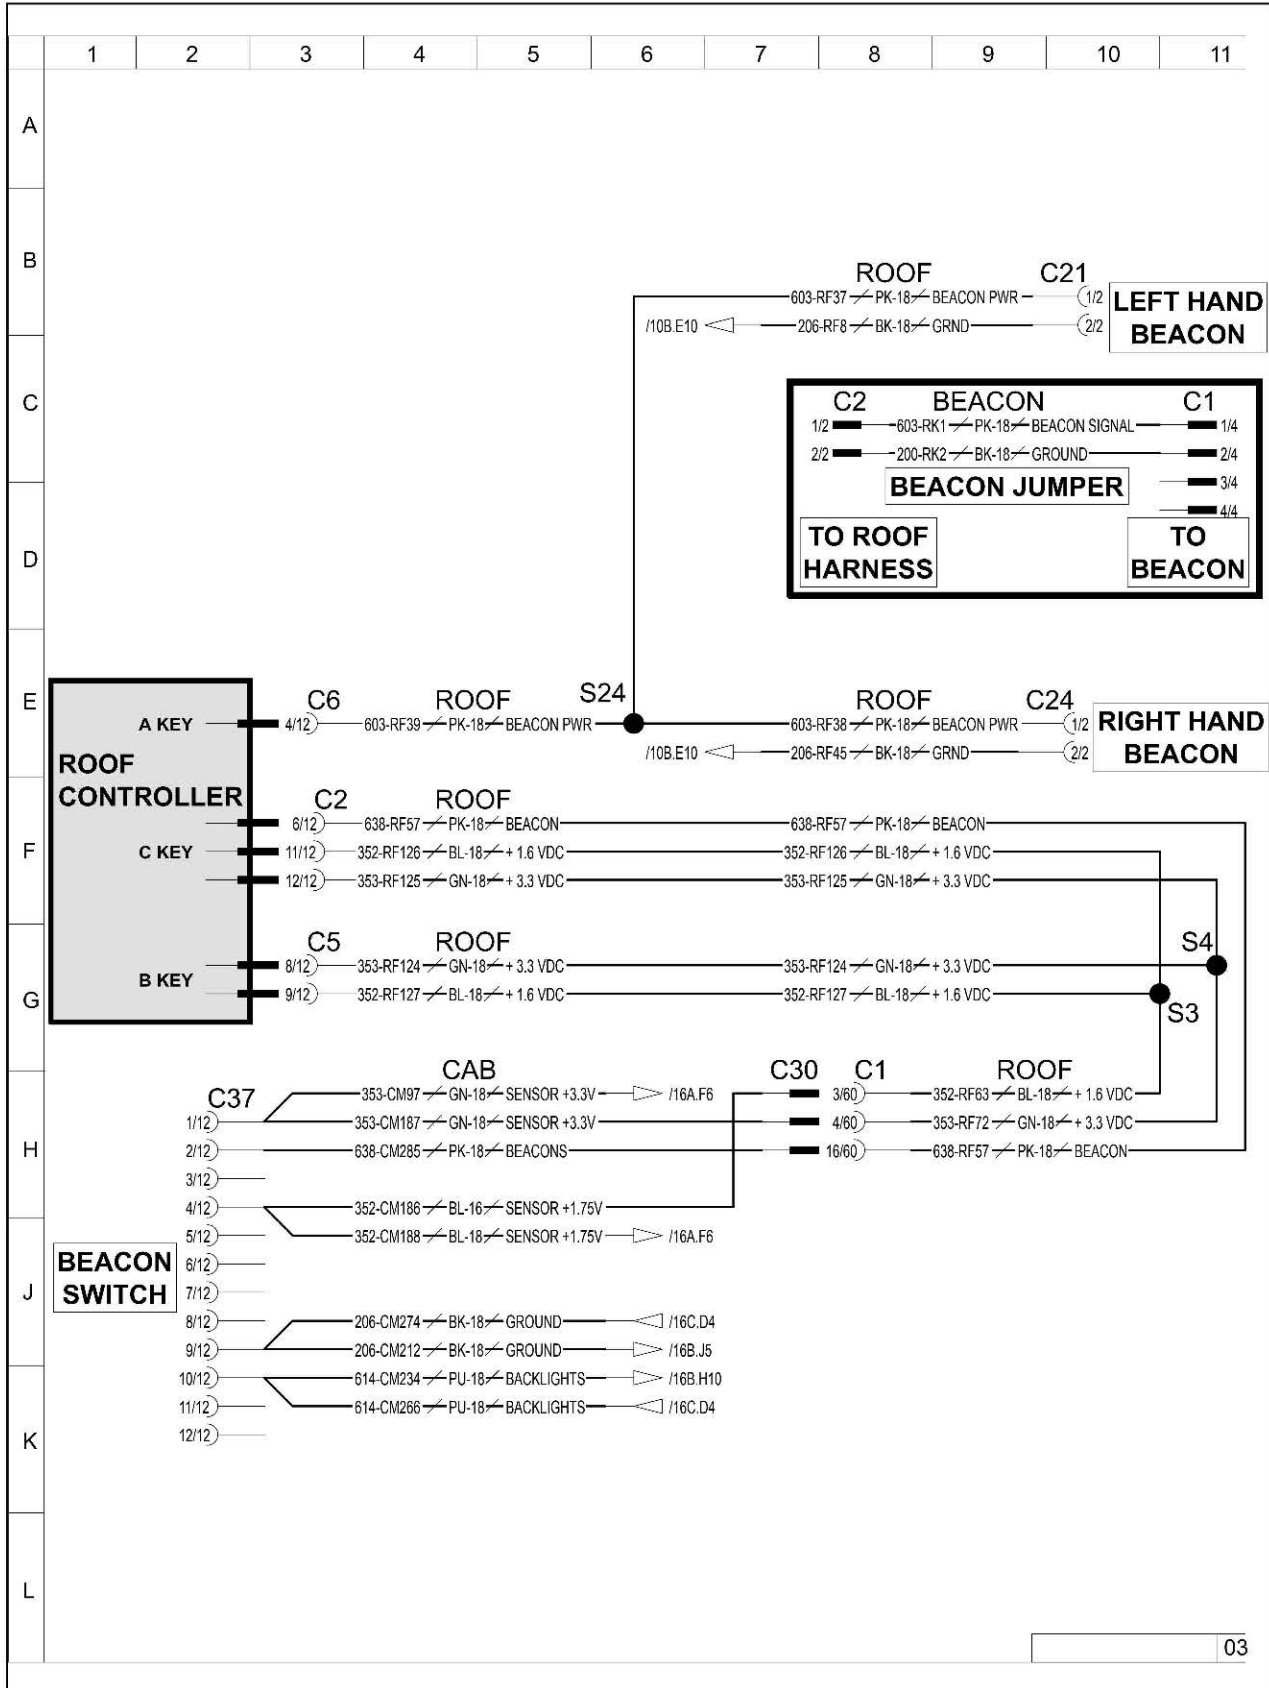 1 2 3 4 5 6 7 8 9 10 11
A
B
ROOF C21
603-RF37 PK-18 BEACON PWR 1/2 LEFT HAND
/10B.E10 206-RF8 BK-18 GRND 2/2 BEACON
C
C2 BEACON C1
1/2 603-RK1 PK-18 BEACON SIGNAL 1/4
2/2 200-RK2 BK-18 GROUND 2/4
BEACON JUMPER 3/4
4/4
D
TO ROOF TO
HARNESS BEACON
E
C6 ROOF S24 ROOF C24
A KEY 4/12 603-RF39 PK-18 BEACON PWR 603-RF38 PK-18 BEACON PWR 1/2 RIGHT HAND
/10B.E10 206-RF45 BK-18 GRND 2/2 BEACON
ROOF
CONTROLLER
C2 ROOF
6/12 638-RF57 PK-18 BEACON 638-RF57 PK-18 BEACON
F C KEY 11/12 352-RF126 BL-18 + 1.6 VDC 352-RF126 BL-18 + 1.6 VDC
12/12 353-RF125 GN-18 + 3.3 VDC 353-RF125 GN-18 + 3.3 VDC
C5 ROOF S4
8/12 353-RF124 GN-18 + 3.3 VDC 353-RF124 GN-18 + 3.3 VDC
B KEY
G 9/12 352-RF127 BL-18 + 1.6 VDC 352-RF127 BL-18 + 1.6 VDC
S3
CAB C30 C1 ROOF
C37 353-CM97 GN-18 SENSOR +3.3V /16A.F6 3/60 352-RF63 BL-18 + 1.6 VDC
1/12 353-CM187 GN-18 SENSOR +3.3V 4/60 353-RF72 GN-18 + 3.3 VDC
H 2/12 638-CM285 PK-18 BEACONS 16/60 638-RF57 PK-18 BEACON
3/12
4/12 352-CM186 BL-16 SENSOR +1.75V
5/12 352-CM188 BL-18 SENSOR +1.75V /16A.F6
BEACON 6/12
J SWITCH 7/12
8/12 206-CM274 BK-18 GROUND /16C.D4
9/12 206-CM212 BK-18 GROUND /16B.J5
10/12 614-CM234 PU-18 BACKLIGHTS /16B.H10
11/12 614-CM266 PU-18 BACKLIGHTS /16C.D4
K 12/12
L
03